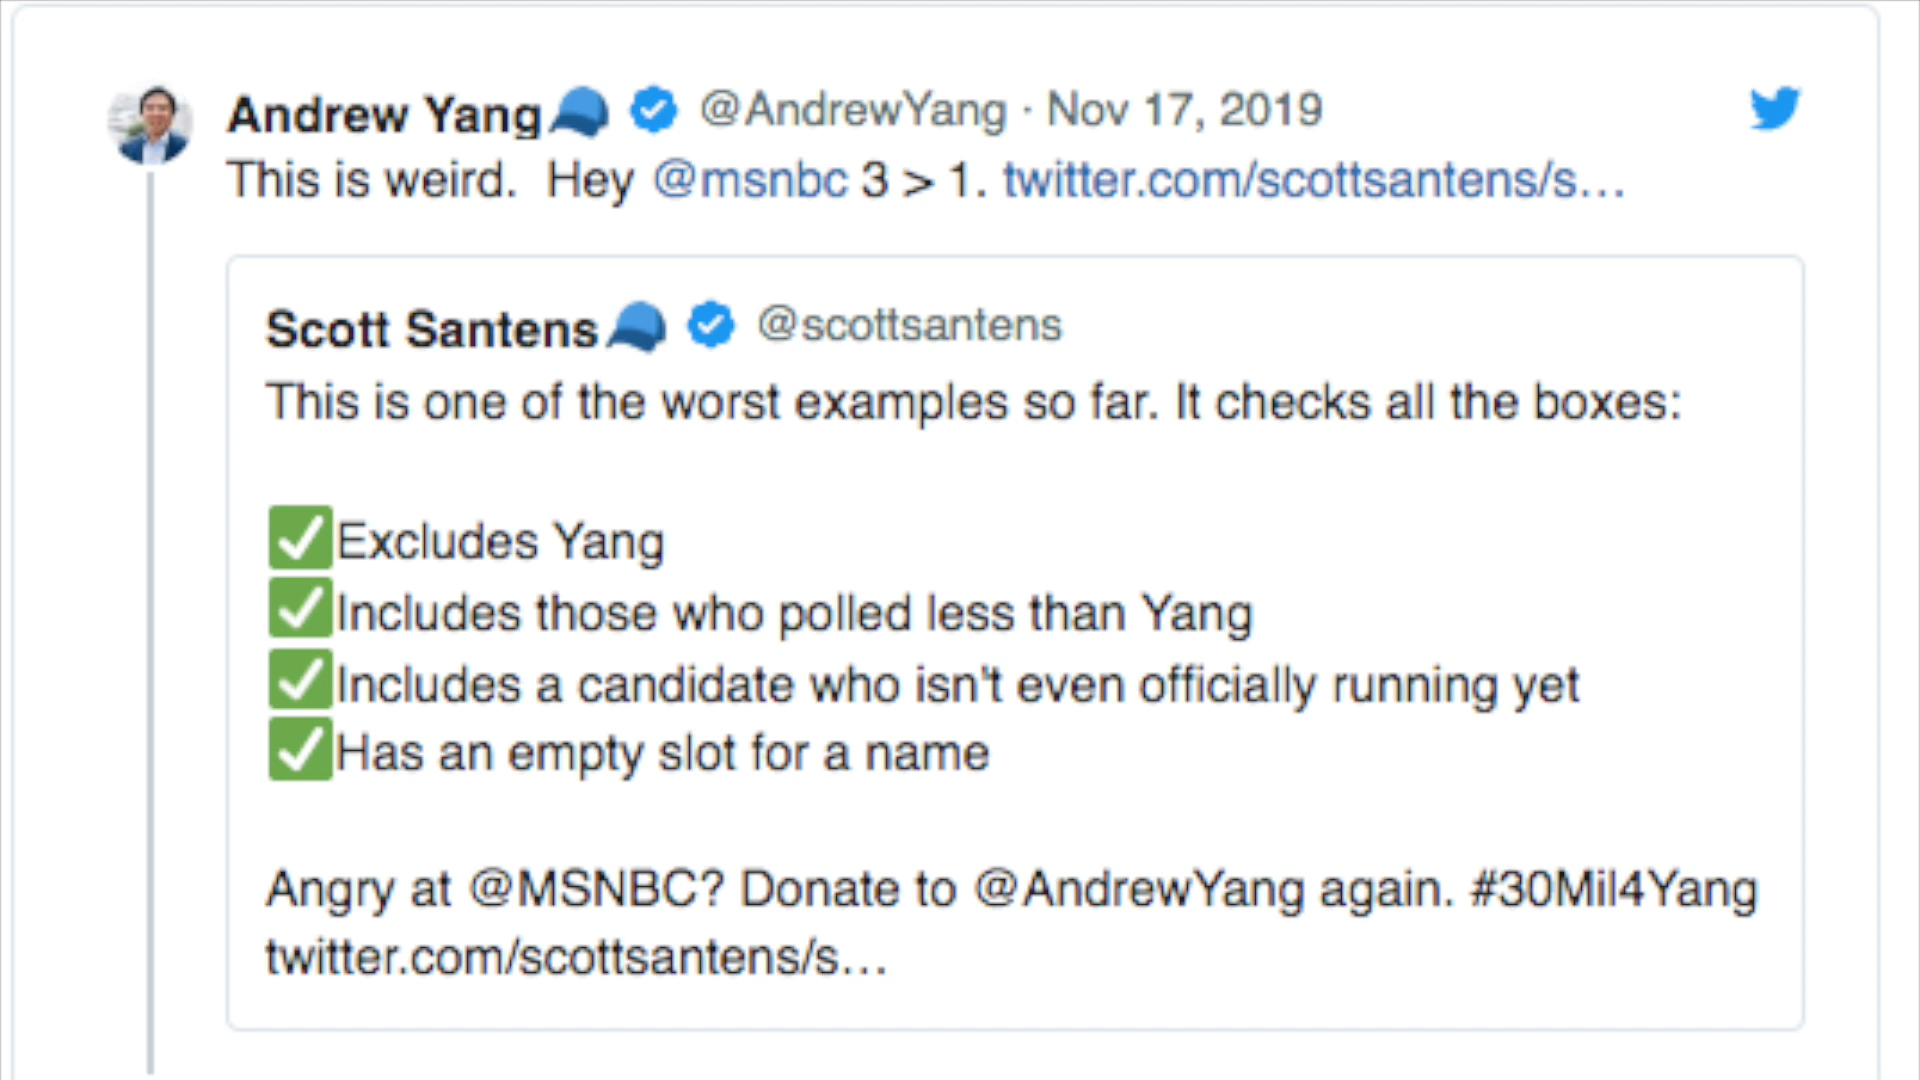 Andrew Yang🧢 @AndrewYang · Nov 17, 2019
This is weird.  Hey @msnbc 3 > 1. twitter.com/scottsantens/s…
Scott Santens🧢 @scottsantens
This is one of the worst examples so far. It checks all the boxes:
✅Excludes Yang
✅Includes those who polled less than Yang
✅Includes a candidate who isn't even officially running yet
✅Has an empty slot for a name
Angry at @MSNBC? Donate to @AndrewYang again. #30Mil4Yang
twitter.com/scottsantens/s…